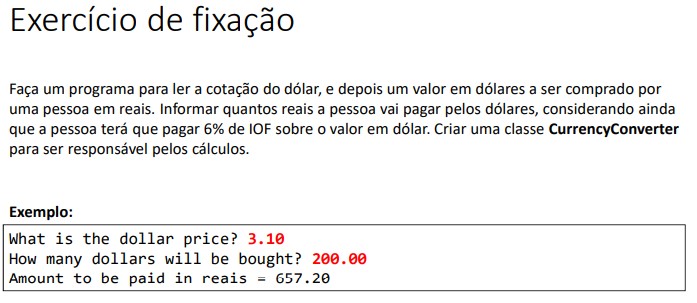 Exercício de fixação
Faça um programa para ler a cotação do dólar, e depois um valor em dólares a ser comprado por
uma pessoa em reais. Informar quantos reais a pessoa vai pagar pelos dólares, considerando ainda
que a pessoa terá que pagar 6% de IOF sobre o valor em dólar. Criar uma classe CurrencyConverter
para ser responsável pelos cálculos.
Exemplo:
What is the dollar price? 3.10
How many dollars will be bought? 200.00
Amount to be paid in reais = 657.20